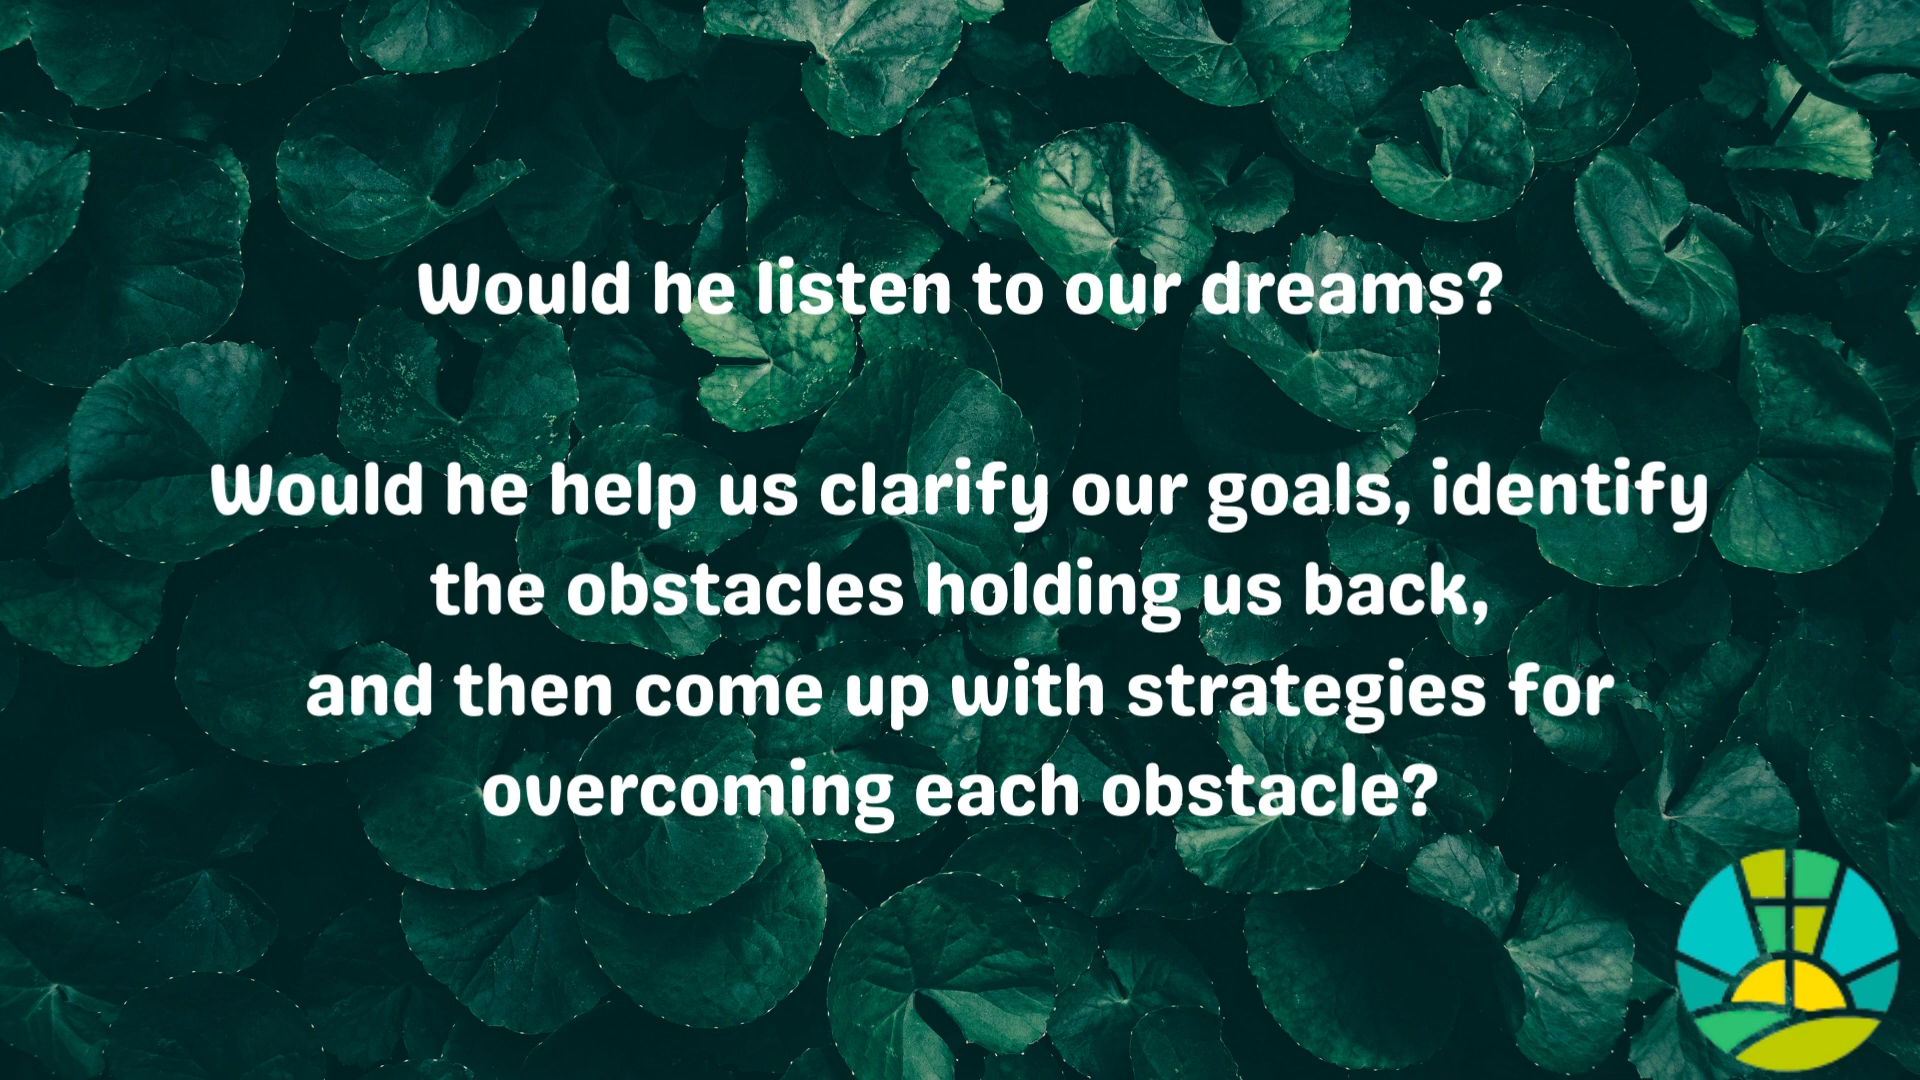 Would he listen to our dreams?
Would he help us clarify our goals, identify
the obstacles holding us back,
and then come up with strategies for
overcoming each obstacle?